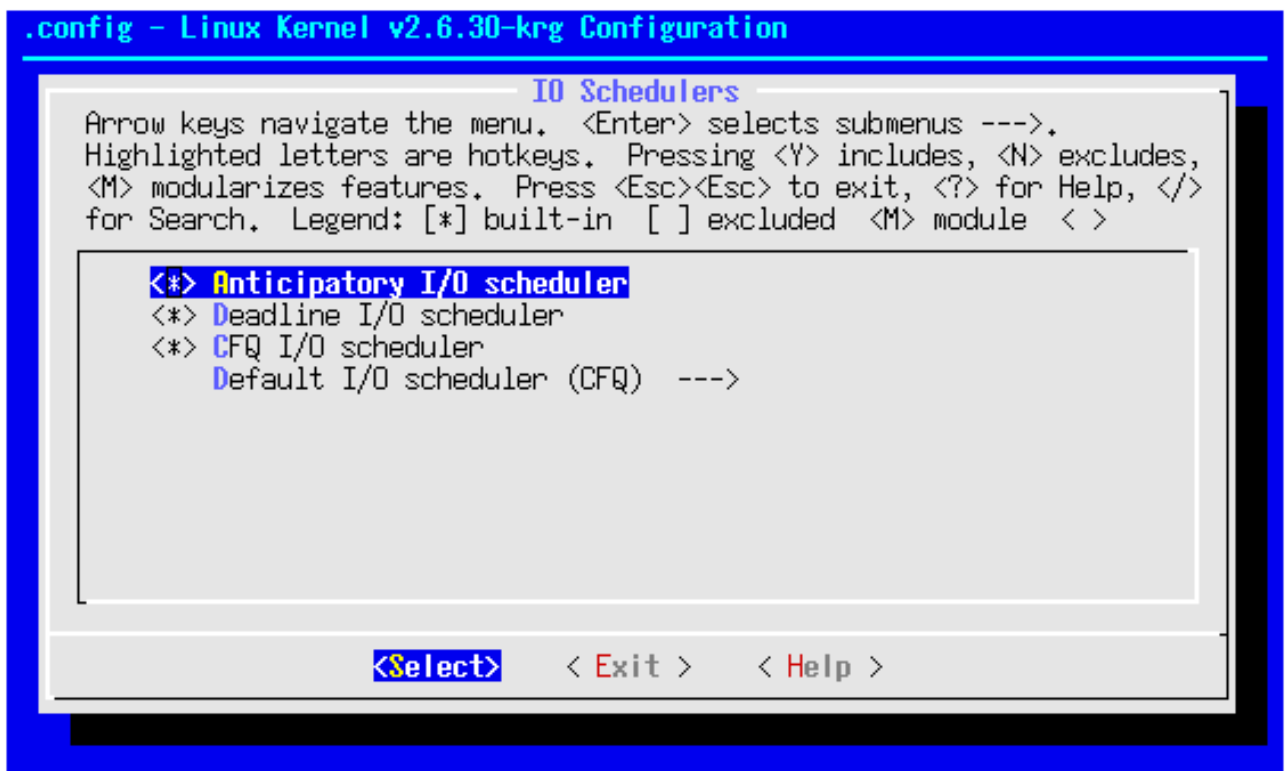 .config - Linux Kernel v2.6.30-krg Configuration
IO Schedulers
Arrow keys navigate the menu.  <Enter> selects submenus --->.
Highlighted letters are hotkeys.  Pressing <Y> includes, <N> excludes,
<M> modularizes features.  Press <Esc><Esc> to exit, <?> for Help, </>
for Search.  Legend: [*] built-in  [ ] excluded  <M> module  < >
<*> Anticipatory I/O scheduler
<*> Deadline I/O scheduler
<*> CFQ I/O scheduler
Default I/O scheduler (CFQ)  --->
<Select>    < Exit >    < Help >